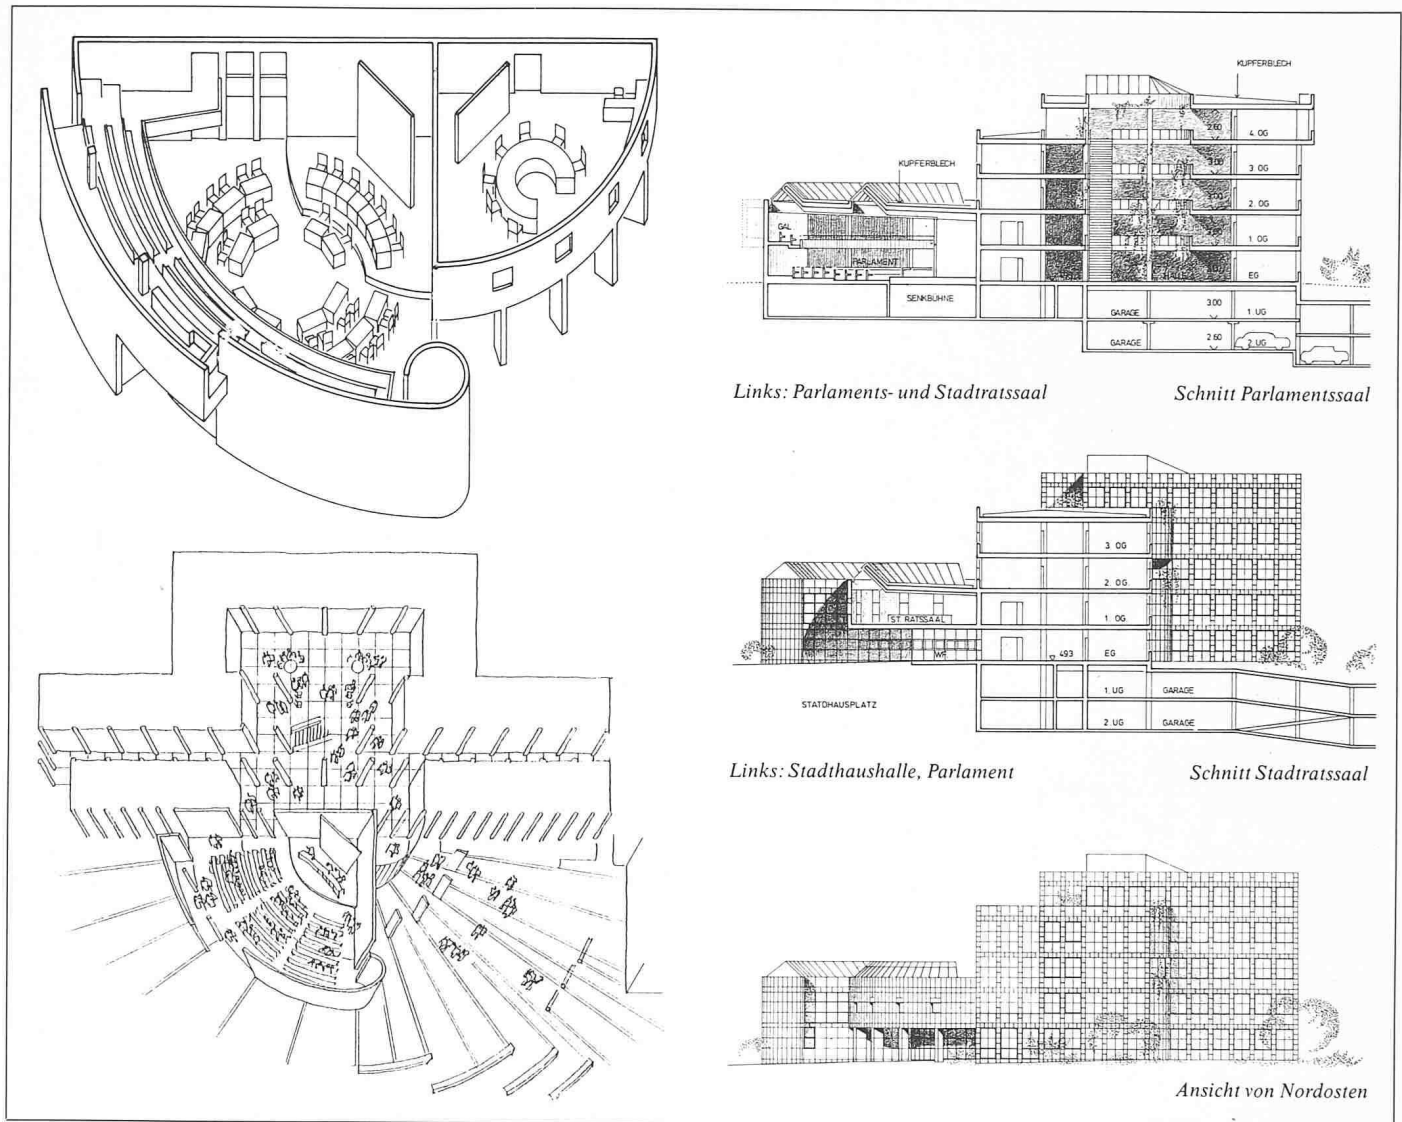 KUPFERBLECH
2.60
4. OG
KUPFERBLECH
3.00
3 OG
2. OG
GAL.
1. OG
PARLAMENT
HALLE
EG
SENKBÜHNE
3.00
GARAGE
1. UG
2 60
GARAGE
2. UG
Links: Parlaments- und Stadtratssaal
Schnitt Parlamentssaal
3. OG
2. OG.
ST. RATSSAAL
1. OG.
WF.
493
EG
1. UG
GARAGE
STATDHAUSPLATZ
2. UG
GARAGE
Links: Stadthaushalle, Parlament
Schnitt Stadtratssaal
Ansicht von Nordosten